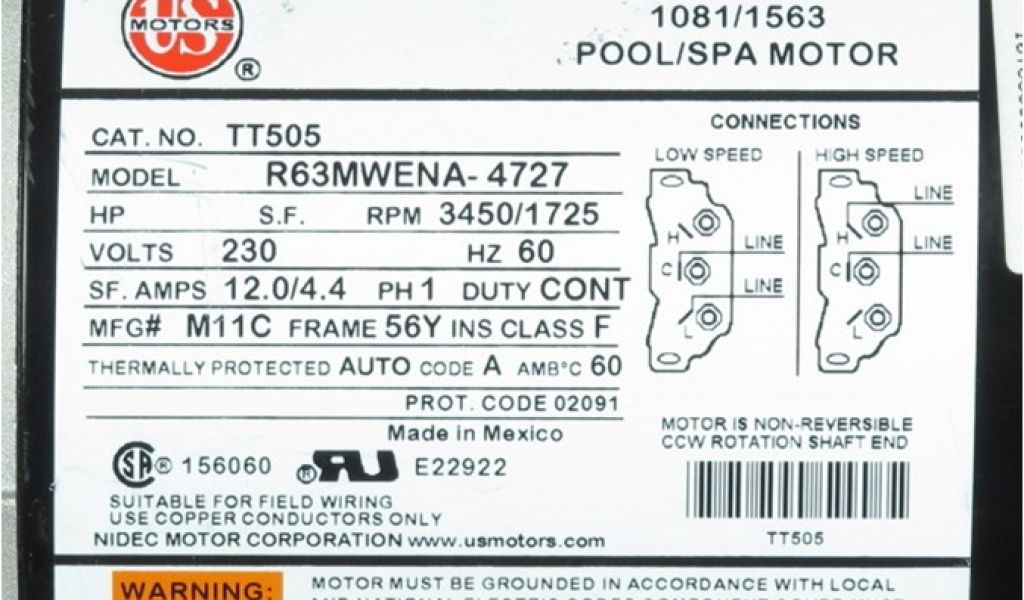 US
MOTORS
®
1081/1563
POOL/SPA MOTOR
CAT. NO. TT505
MODEL R63MWENA-4727
HP S.F. RPM 3450/1725
VOLTS 230 HZ 60
SF. AMPS 12.0/4.4 PH 1 DUTY CONT
MFG# M11C FRAME 56Y INS CLASS F
THERMALLY PROTECTED AUTO CODE A AMB°C 60
PROT. CODE 02091
Made in Mexico
SA ® 156060 ® RU E22922
SUITABLE FOR FIELD WIRING
USE COPPER CONDUCTORS ONLY
NIDEC MOTOR CORPORATION www.usmotors.com
CONNECTIONS
LOW SPEED HIGH SPEED
LINE
H LINE H LINE
C LINE C
L L
MOTOR IS NON-REVERSIBLE
CCW ROTATION SHAFT END
TT505
WARNING: MOTOR MUST BE GROUNDED IN ACCORDANCE WITH LOCAL